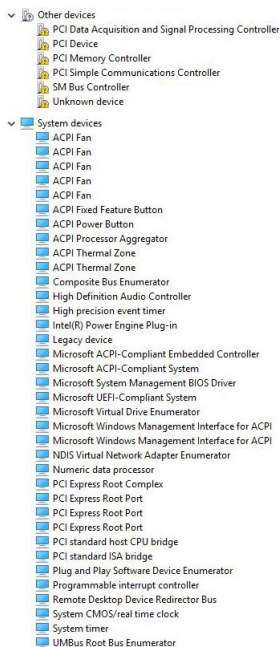 Other devices
PCI Data Acquisition and Signal Processing Controller
PCI Device
PCI Memory Controller
PCI Simple Communications Controller
SM Bus Controller
Unknown device
System devices
ACPI Fan
ACPI Fan
ACPI Fan
ACPI Fan
ACPI Fan
ACPI Fixed Feature Button
ACPI Power Button
ACPI Processor Aggregator
ACPI Thermal Zone
ACPI Thermal Zone
Composite Bus Enumerator
High Definition Audio Controller
High precision event timer
Intel(R) Power Engine Plug-in
Legacy device
Microsoft ACPI-Compliant Embedded Controller
Microsoft ACPI-Compliant System
Microsoft System Management BIOS Driver
Microsoft UEFI-Compliant System
Microsoft Virtual Drive Enumerator
Microsoft Windows Management Interface for ACPI
Microsoft Windows Management Interface for ACPI
NDIS Virtual Network Adapter Enumerator
Numeric data processor
PCI Express Root Complex
PCI Express Root Port
PCI Express Root Port
PCI Express Root Port
PCI standard host CPU bridge
PCI standard ISA bridge
Plug and Play Software Device Enumerator
Programmable interrupt controller
Remote Desktop Device Redirector Bus
System CMOS/real time clock
System timer
UMBus Root Bus Enumerator